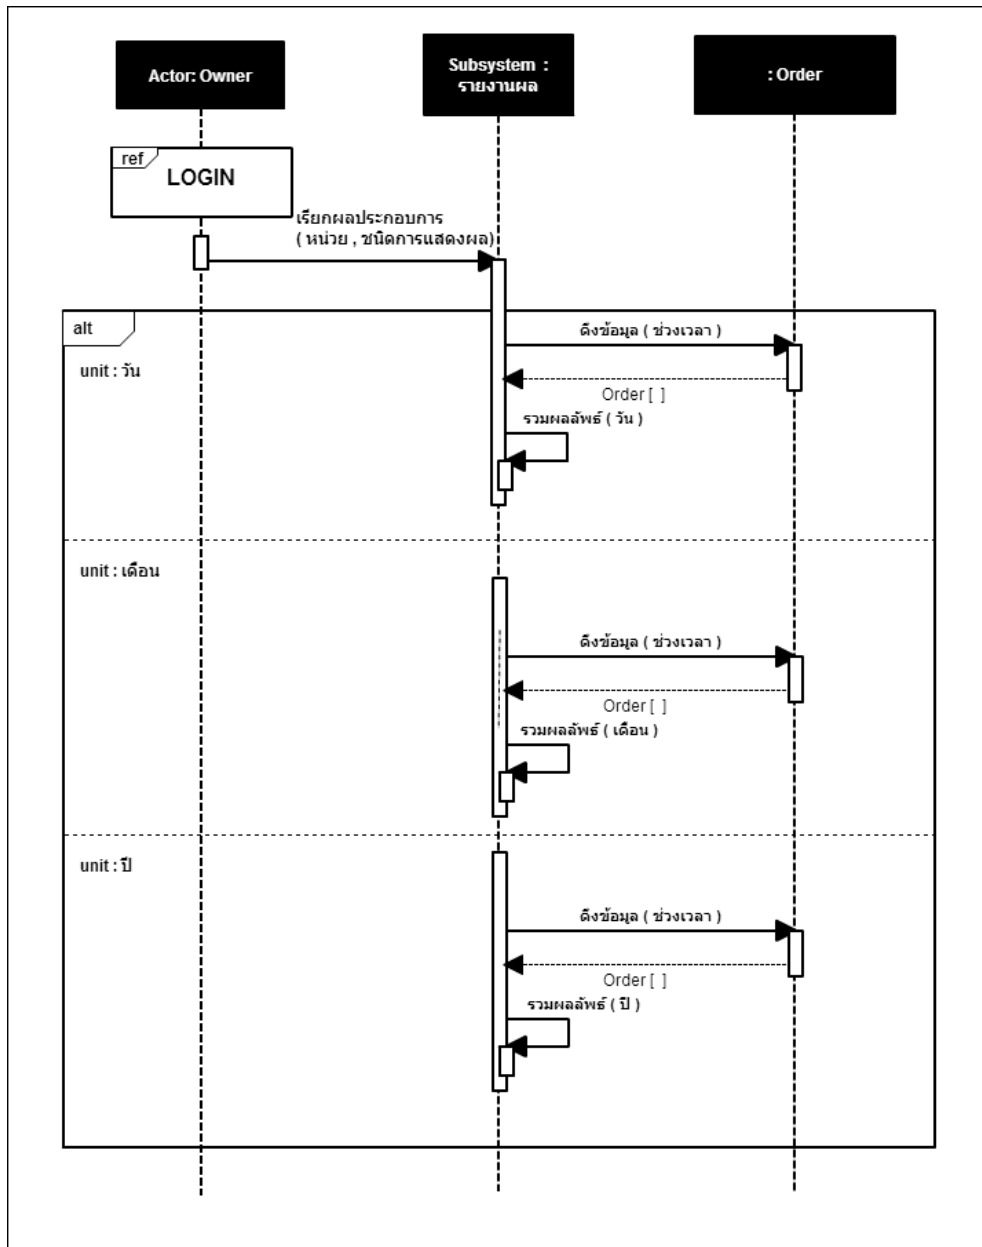 Actor: Owner
Subsystem :
รายงานผล
: Order
ref
LOGIN
เรียกผลประกอบการ
( หน่วย , ชนิดการแสดงผล)
alt
unit : วัน
ดึงข้อมูล ( ช่วงเวลา )
Order [ ]
รวมผลลัพธ์ ( วัน )
unit : เดือน
ดึงข้อมูล ( ช่วงเวลา )
Order [ ]
รวมผลลัพธ์ ( เดือน )
unit : ปี
ดึงข้อมูล ( ช่วงเวลา )
Order [ ]
รวมผลลัพธ์ ( ปี )